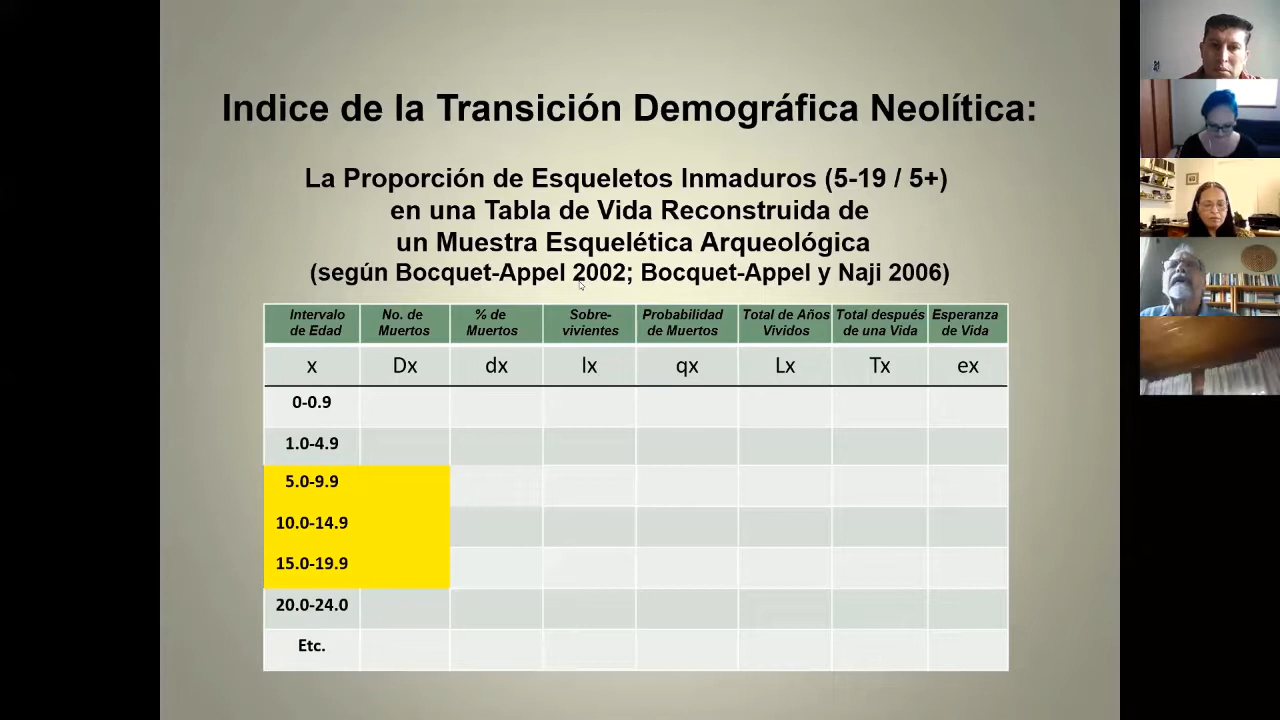 Indice de la Transición Demográfica Neolítica:
La Proporción de Esqueletos Inmaduros (5-19 / 5+)
en una Tabla de Vida Reconstruida de
un Muestra Esquelética Arqueológica
(según Bocquet-Appel 2002; Bocquet-Appel y Naji 2006)
Intervalo de Edad No. de Muertos % de Muertos Sobre-vivientes Probabilidad de Muertos Total de Años Vividos Total después de una Vida Esperanza de Vida
x Dx dx lx qx Lx Tx ex
0-0.9
1.0-4.9
5.0-9.9
10.0-14.9
15.0-19.9
20.0-24.0
Etc.